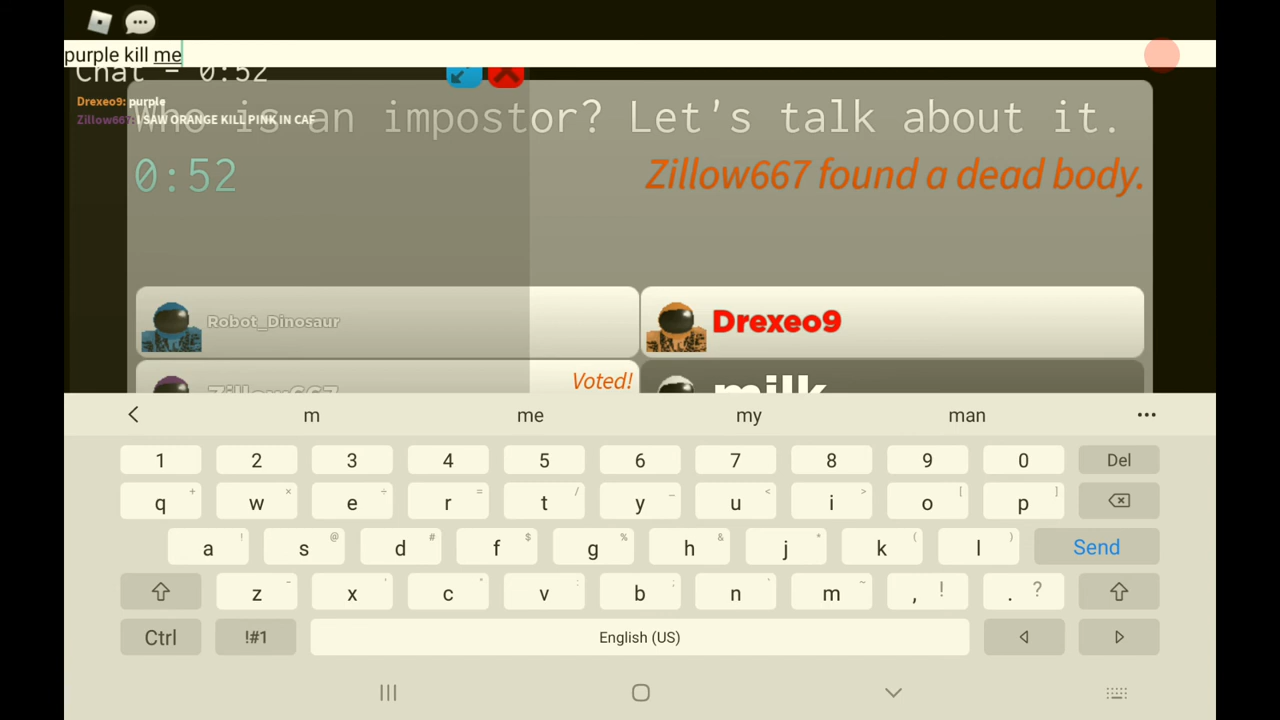 purple kill me
Chat - 0:52
Drexeo9: purple
Zillow667: I SAW ORANGE KILL PINK IN CAF
Who is an impostor? Let's talk about it.
0:52
Zillow667 found a dead body.
Robot_Dinosaur
Drexeo9
Zillow667
Voted!
milk
m me my man
1 2 3 4 5 6 7 8 9 0 Del
q + w × e ÷ r = t / y _ u < i > o [ p ]
a ! s @ d # f $ g % h & j * k ( l ) Send
z - x ' c " v : b ; n ' m ~ , ! . ?
Ctrl !#1 English (US)